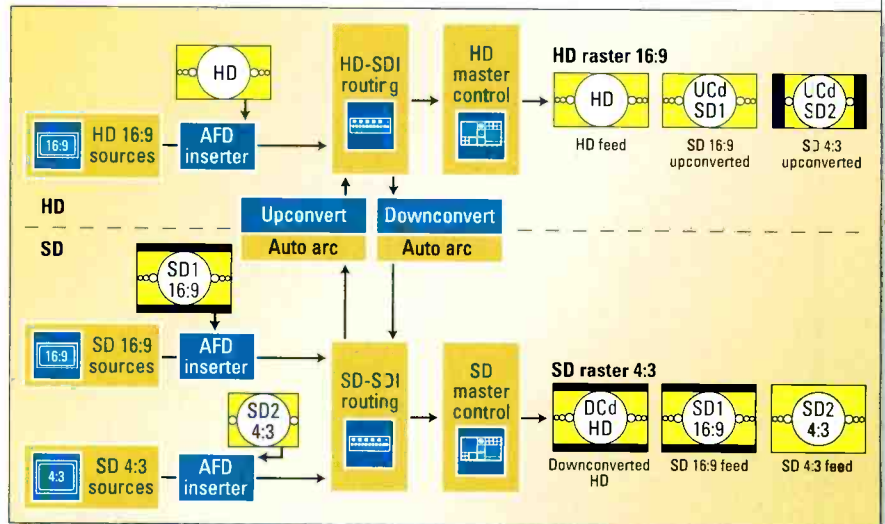 HD
HD-SDI
routing
HD
master
control
HD raster 16:9
HD
UCd
SD1
UCd
SD2
HD feed
SD 16:9
upconverted
SD 4:3
upconverted
16:9
HD 16:9
sources
AFD
inserter
HD
Upconvert
Downconvert
Auto arc
Auto arc
SD
SD1
16:9
16:9
SD 16:9
sources
AFD
inserter
SD-SDI
routing
SD
master
control
SD raster 4:3
DCd
HD
SD1
16:9
SD2
4:3
Downconverted
HD
SD 16:9 feed
SD 4:3 feed
SD2
4:3
4:3
SD 4:3
sources
AFD
inserter